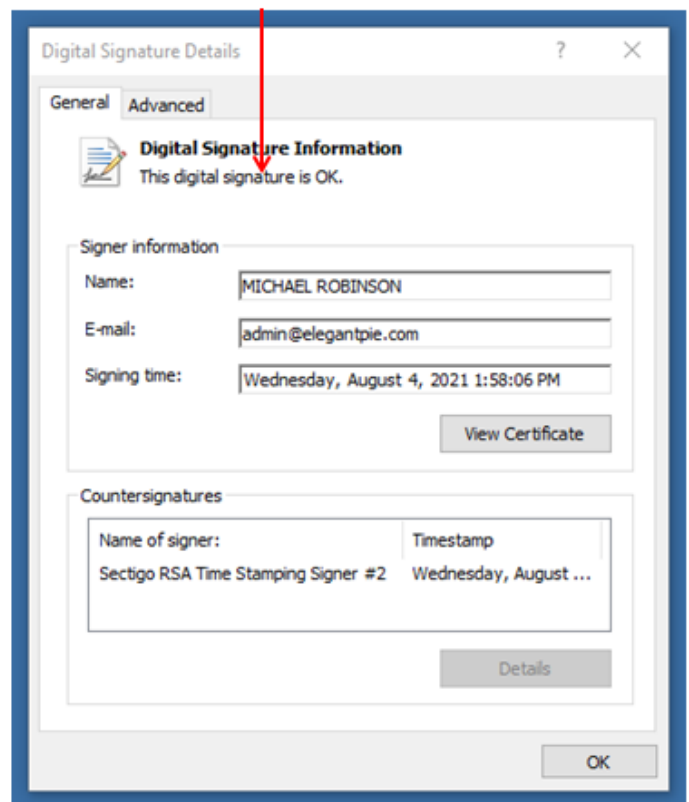 Digital Signature Details ? ×
General Advanced
Digital Signature Information
This digital signature is OK.
Signer information
Name: MICHAEL ROBINSON
E-mail: admin@elegantpie.com
Signing time: Wednesday, August 4, 2021 1:58:06 PM
View Certificate
Countersignatures
Name of signer: Timestamp
Sectigo RSA Time Stamping Signer #2 Wednesday, August ...
Details
OK